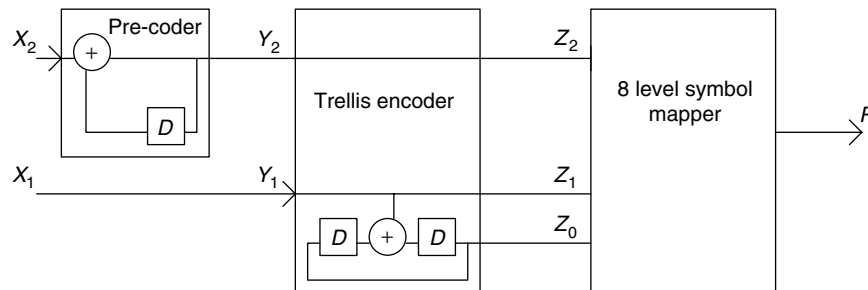 Pre-coder
X2
+
D
Y2
Z2
Trellis encoder
8 level symbol
mapper
X1
Y1
Z1
D
+
D
Z0